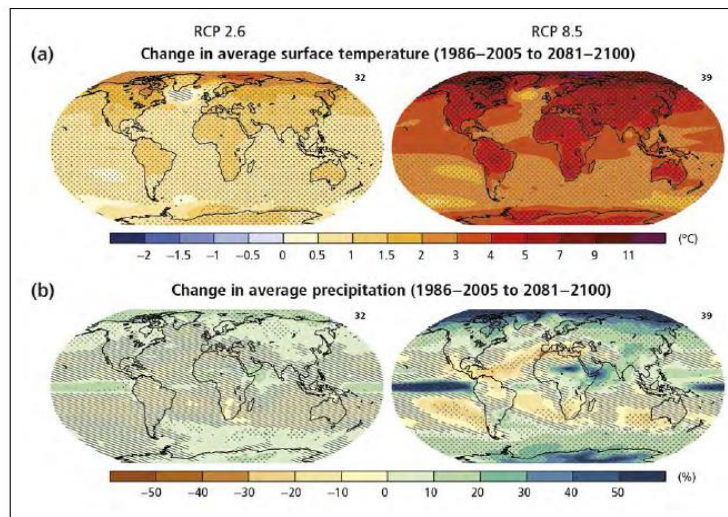 RCP 2.6 RCP 8.5
(a) Change in average surface temperature (1986–2005 to 2081–2100)
32 39
−2 −1.5 −1 −0.5 0 0.5 1 1.5 2 3 4 5 7 9 11 (°C)
(b) Change in average precipitation (1986–2005 to 2081–2100)
32 39
−50 −40 −30 −20 −10 0 10 20 30 40 50 (%)